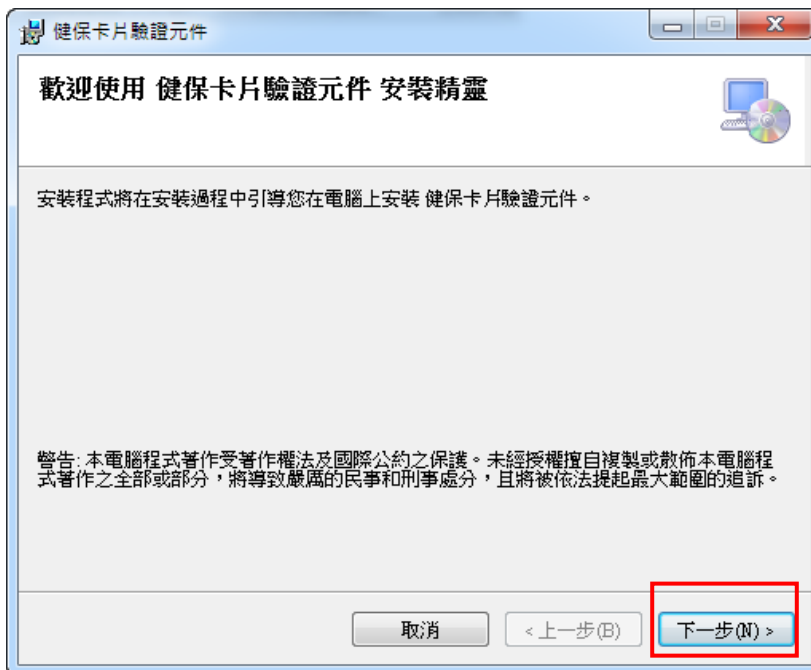 健保卡片驗證元件
歡迎使用 健保卡片驗證元件 安裝精靈
安裝程式將在安裝過程中引導您在電腦上安裝 健保卡片驗證元件。
警告: 本電腦程式著作受著作權法及國際公約之保護。未經授權擅自複製或散佈本電腦程
式著作之全部或部分，將導致嚴厲的民事和刑事處分，且將被依法提起最大範圍的追訴。
取消
< 上一步(B)
下一步(N) >